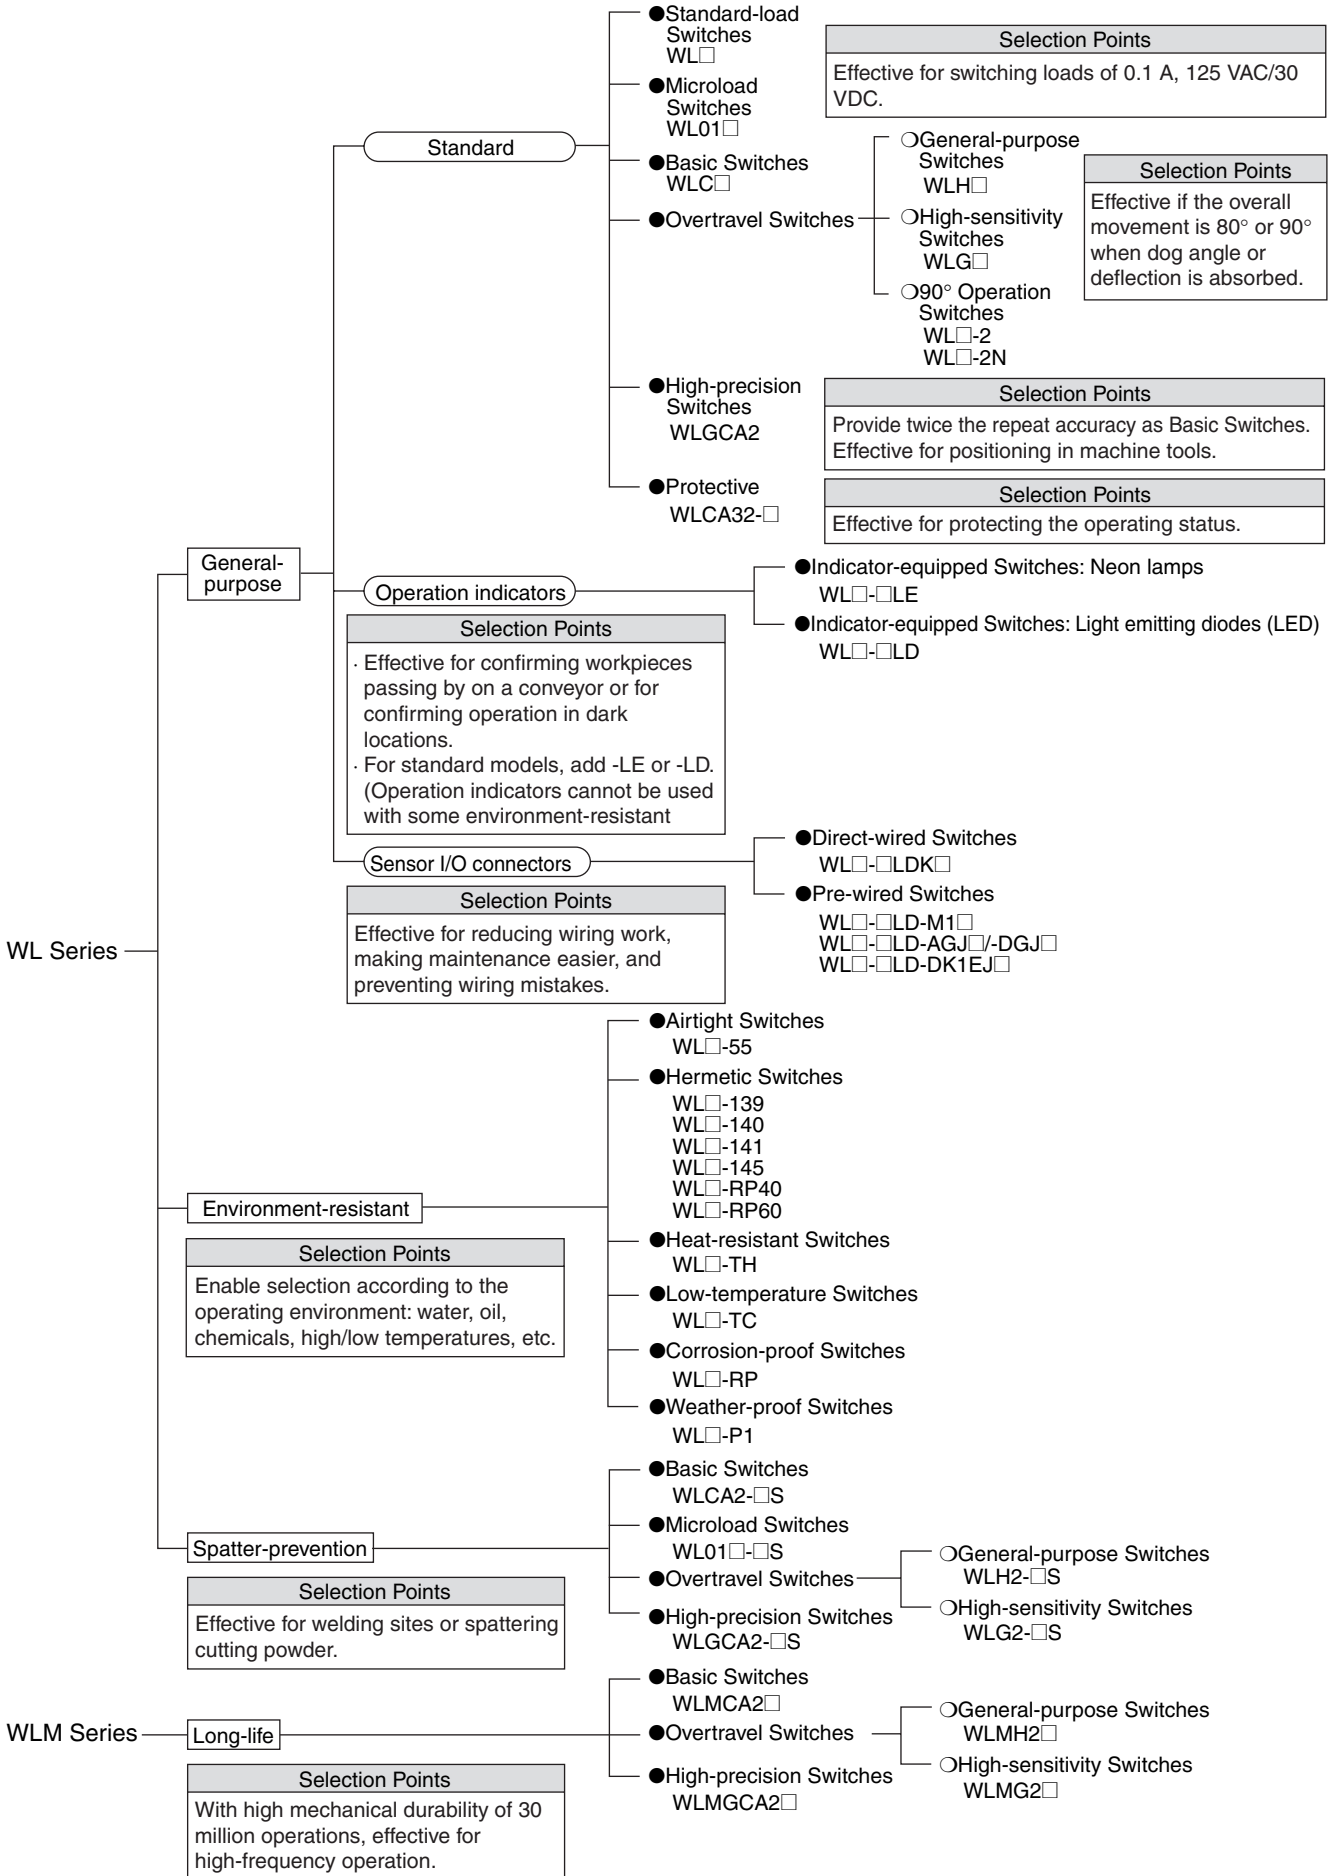 ●Standard-load
Switches
WL□
Selection Points
Effective for switching loads of 0.1 A, 125 VAC/30
VDC.
●Microload
Switches
WL01□
Standard
●Basic Switches
WLC□
●Overtravel Switches
❍General-purpose
Switches
WLH□
❍High-sensitivity
Switches
WLG□
❍90° Operation
Switches
WL□-2
WL□-2N
Selection Points
Effective if the overall
movement is 80° or 90°
when dog angle or
deflection is absorbed.
●High-precision
Switches
WLGCA2
Selection Points
Provide twice the repeat accuracy as Basic Switches.
Effective for positioning in machine tools.
●Protective
WLCA32-□
Selection Points
Effective for protecting the operating status.
General-
purpose
Operation indicators
●Indicator-equipped Switches: Neon lamps
WL□-□LE
●Indicator-equipped Switches: Light emitting diodes (LED)
WL□-□LD
Selection Points
· Effective for confirming workpieces
passing by on a conveyor or for
confirming operation in dark
locations.
· For standard models, add -LE or -LD.
(Operation indicators cannot be used
with some environment-resistant
Sensor I/O connectors
●Direct-wired Switches
WL□-□LDK□
●Pre-wired Switches
WL□-□LD-M1□
WL□-□LD-AGJ□/-DGJ□
WL□-□LD-DK1EJ□
Selection Points
Effective for reducing wiring work,
making maintenance easier, and
preventing wiring mistakes.
WL Series
●Airtight Switches
WL□-55
●Hermetic Switches
WL□-139
WL□-140
WL□-141
WL□-145
WL□-RP40
WL□-RP60
Environment-resistant
Selection Points
Enable selection according to the
operating environment: water, oil,
chemicals, high/low temperatures, etc.
●Heat-resistant Switches
WL□-TH
●Low-temperature Switches
WL□-TC
●Corrosion-proof Switches
WL□-RP
●Weather-proof Switches
WL□-P1
●Basic Switches
WLCA2-□S
●Microload Switches
WL01□-□S
Spatter-prevention
●Overtravel Switches
❍General-purpose Switches
WLH2-□S
❍High-sensitivity Switches
WLG2-□S
●High-precision Switches
WLGCA2-□S
Selection Points
Effective for welding sites or spattering
cutting powder.
●Basic Switches
WLMCA2□
WLM Series
Long-life
●Overtravel Switches
❍General-purpose Switches
WLMH2□
❍High-sensitivity Switches
WLMG2□
●High-precision Switches
WLMGCA2□
Selection Points
With high mechanical durability of 30
million operations, effective for
high-frequency operation.